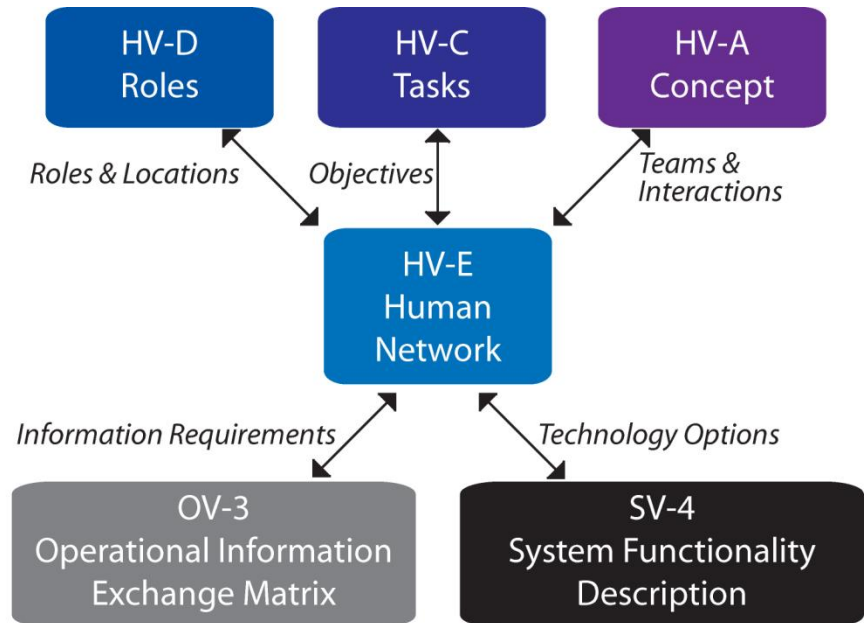 HV-D
Roles
HV-C
Tasks
HV-A
Concept
Roles & Locations
Objectives
Teams &
Interactions
HV-E
Human
Network
Information Requirements
Technology Options
OV-3
Operational Information
Exchange Matrix
SV-4
System Functionality
Description